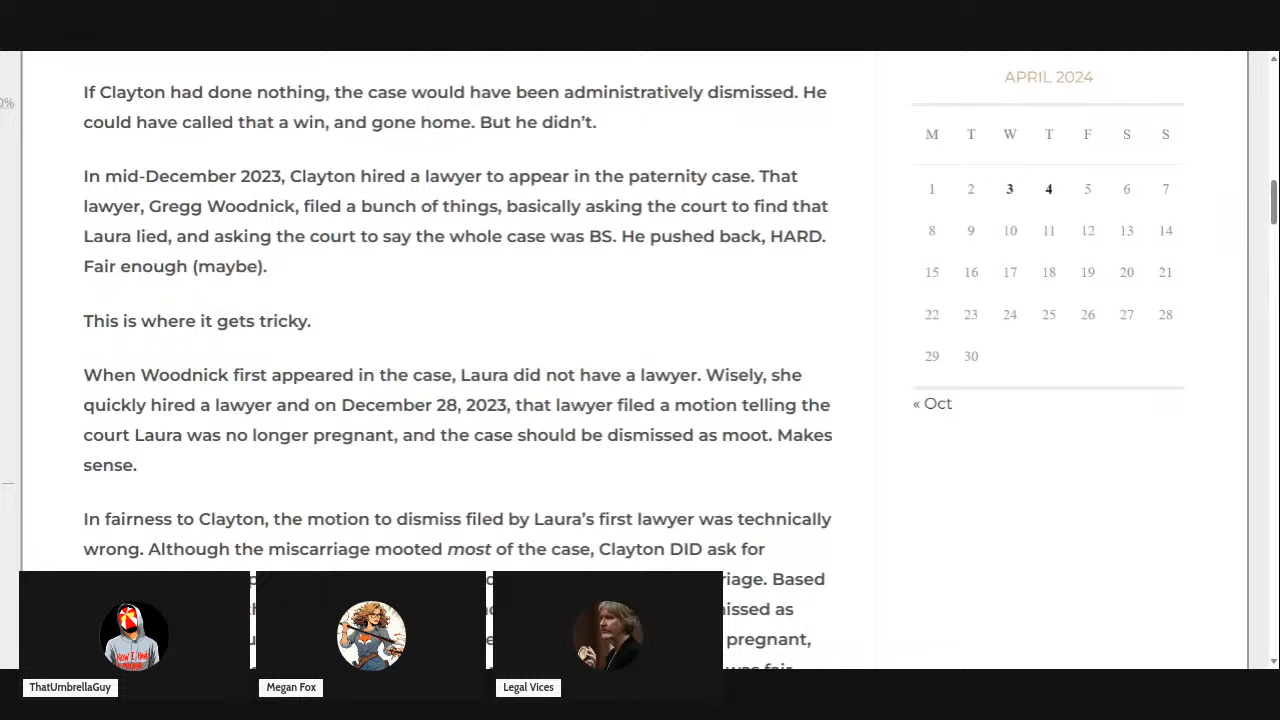 0%
If Clayton had done nothing, the case would have been administratively dismissed. He
could have called that a win, and gone home. But he didn’t.
In mid-December 2023, Clayton hired a lawyer to appear in the paternity case. That
lawyer, Gregg Woodnick, filed a bunch of things, basically asking the court to find that
Laura lied, and asking the court to say the whole case was BS. He pushed back, HARD.
Fair enough (maybe).
This is where it gets tricky.
When Woodnick first appeared in the case, Laura did not have a lawyer. Wisely, she
quickly hired a lawyer and on December 28, 2023, that lawyer filed a motion telling the
court Laura was no longer pregnant, and the case should be dismissed as moot. Makes
sense.
In fairness to Clayton, the motion to dismiss filed by Laura’s first lawyer was technically
wrong. Although the miscarriage mooted most of the case, Clayton DID ask for
Based
as
pregnant,
APRIL 2024
M T W T F S S
1 2 3 4 5 6 7
8 9 10 11 12 13 14
15 16 17 18 19 20 21
22 23 24 25 26 27 28
29 30
« Oct
NOW I HAVE
ThatUmbrellaGuy
Megan Fox
Legal Vices